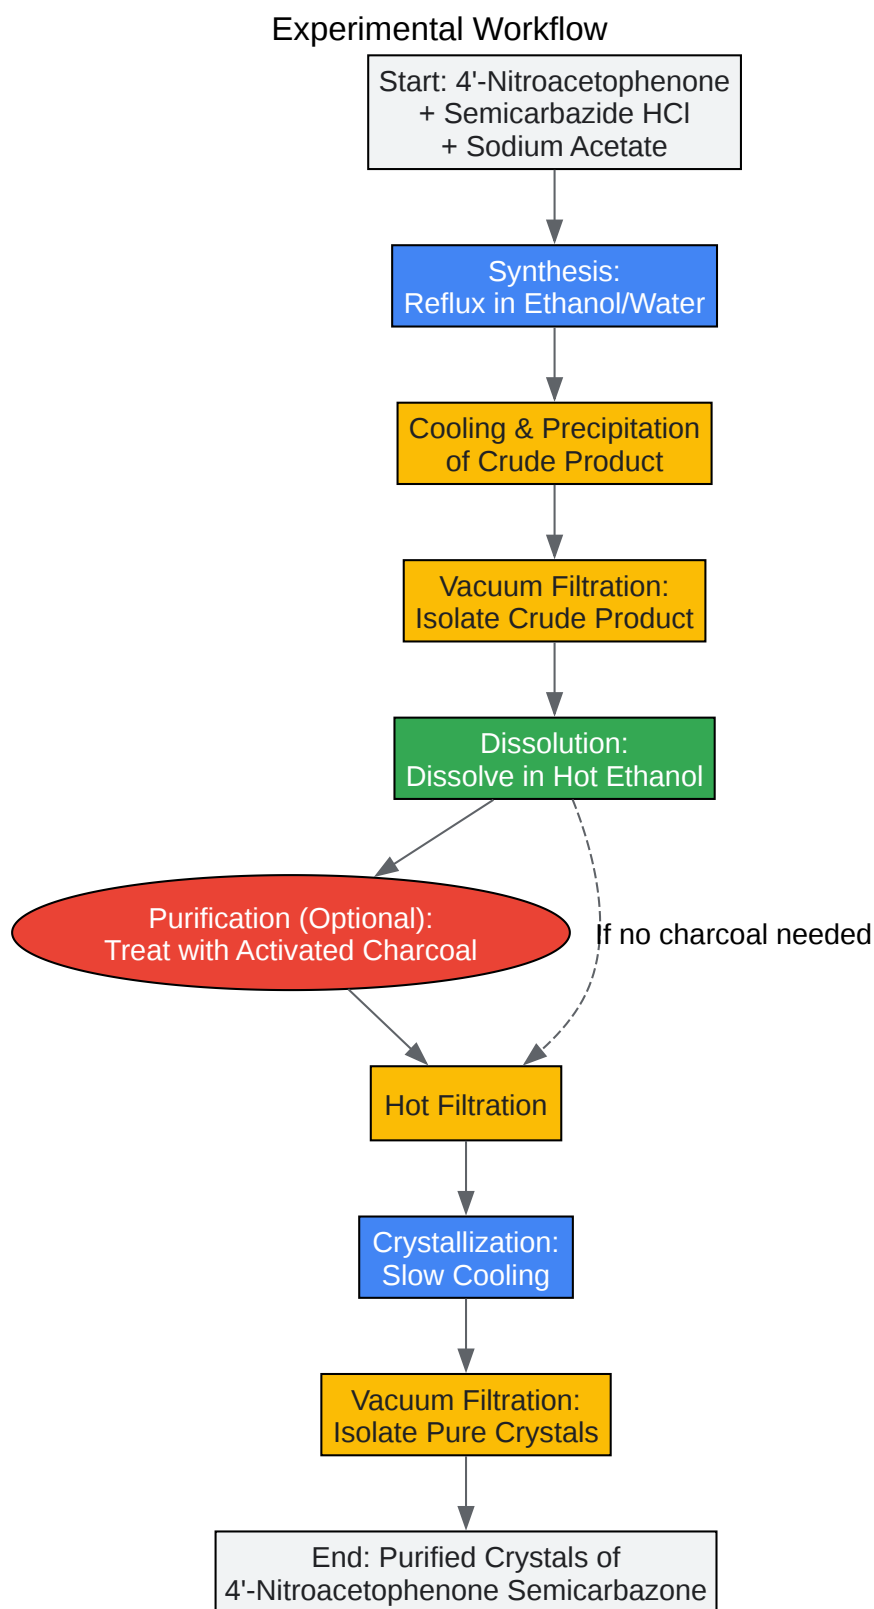 Experimental Workflow
Start: 4'-Nitroacetophenone
+ Semicarbazide HCl
+ Sodium Acetate
Synthesis:
Reflux in Ethanol/Water
Cooling & Precipitation
of Crude Product
Vacuum Filtration:
Isolate Crude Product
Dissolution:
Dissolve in Hot Ethanol
Purification (Optional):
Treat with Activated Charcoal
If no charcoal needed
Hot Filtration
Crystallization:
Slow Cooling
Vacuum Filtration:
Isolate Pure Crystals
End: Purified Crystals of
4'-Nitroacetophenone Semicarbazone